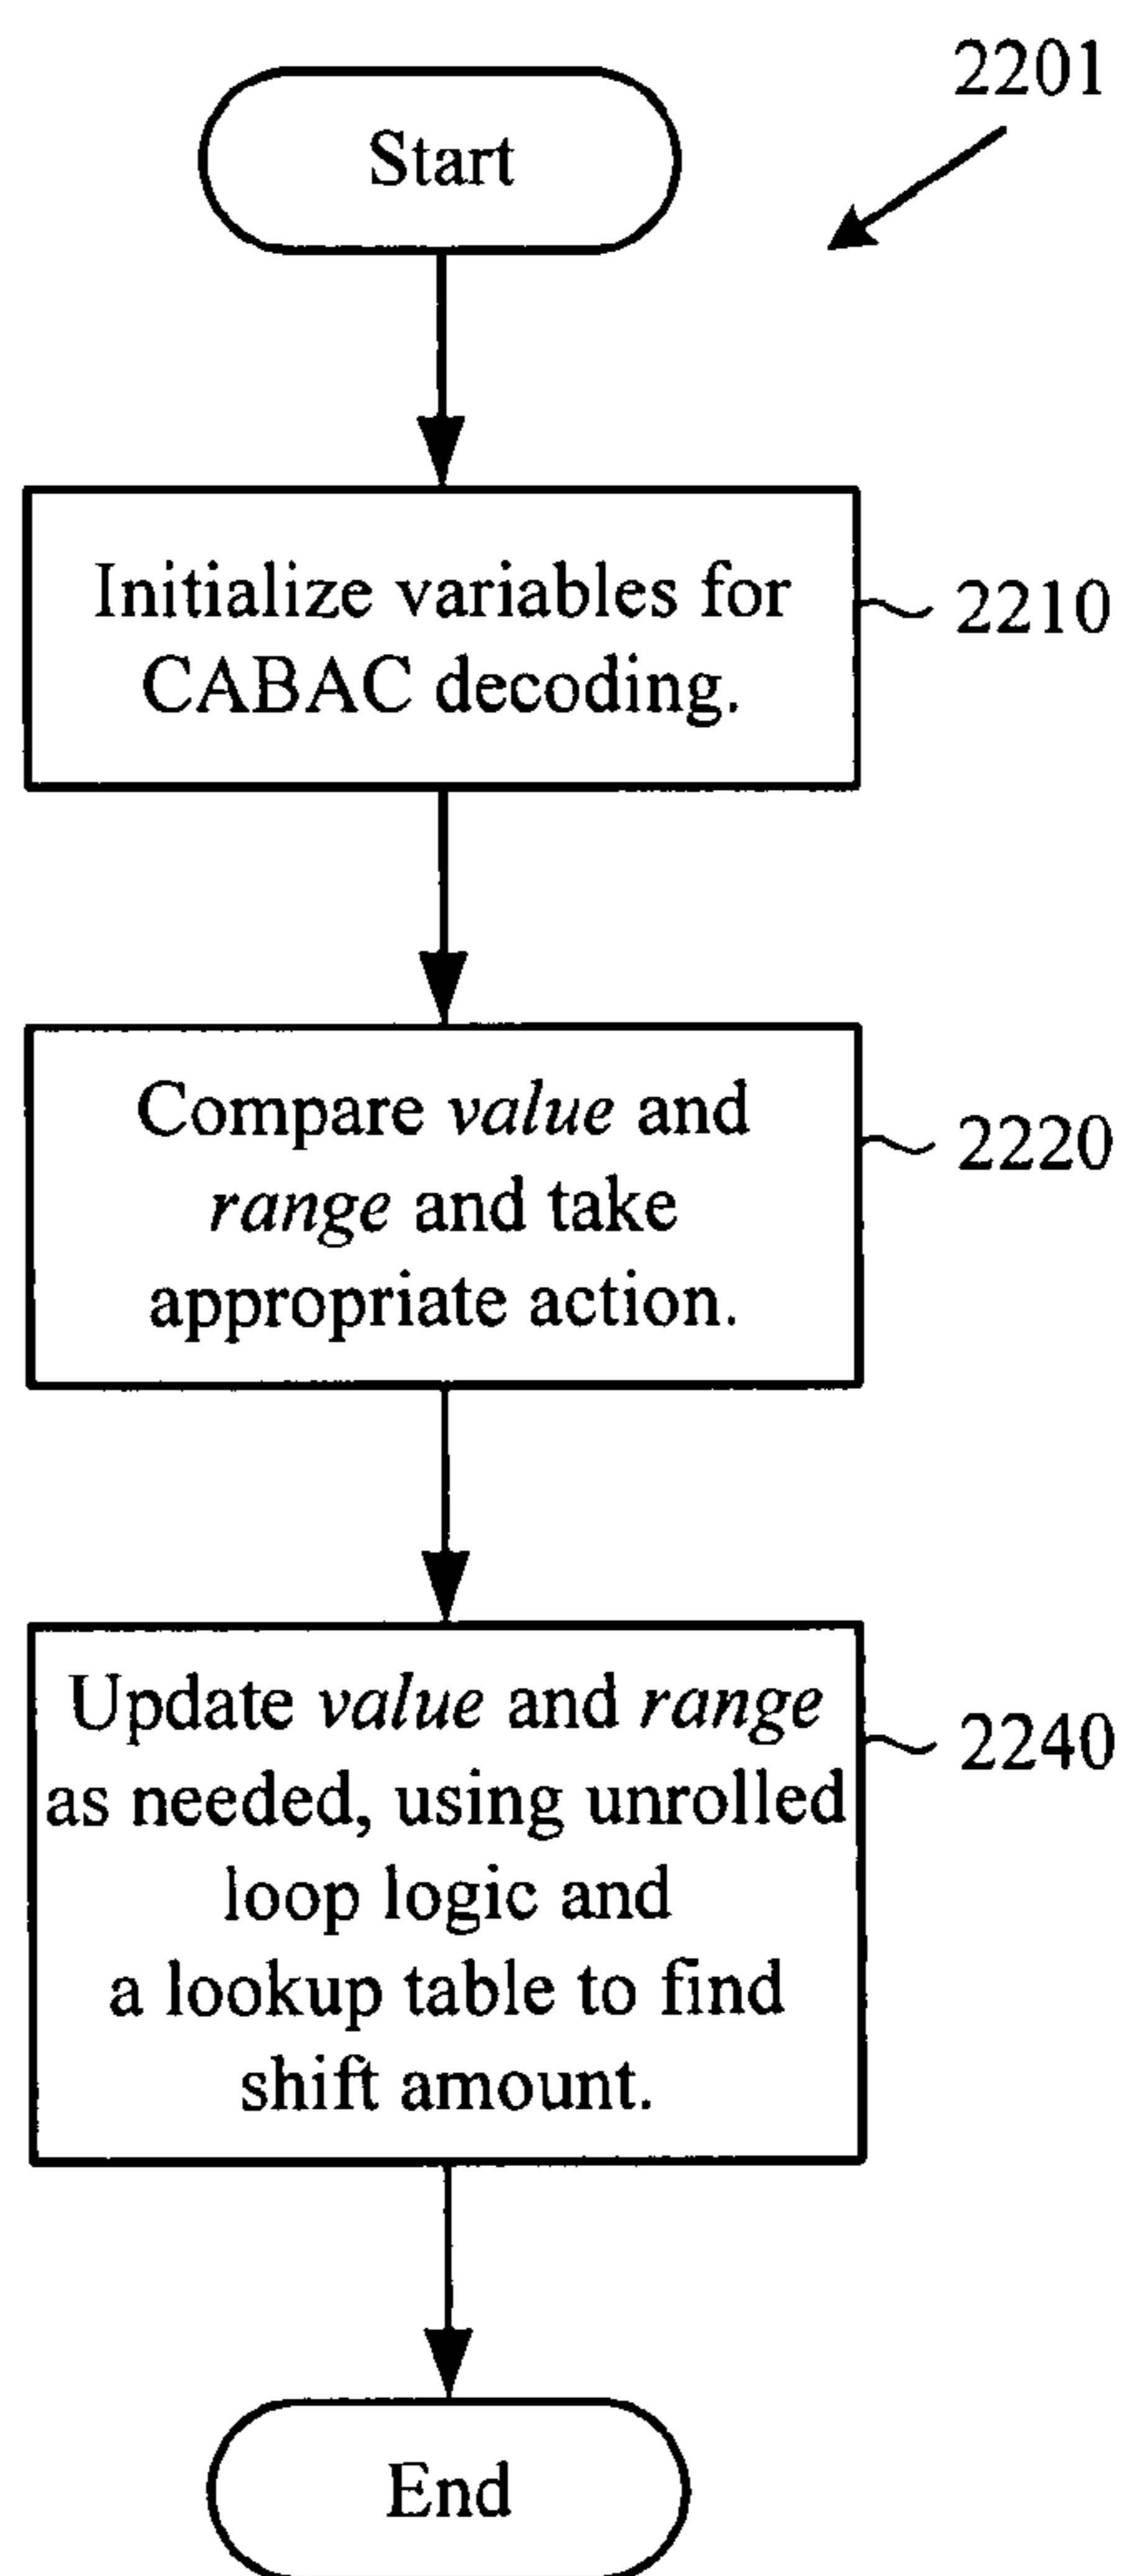 2201
Start
Initialize variables for
CABAC decoding.
2210
Compare value and
range and take
appropriate action.
2220
Update value and range
as needed, using unrolled
loop logic and
a lookup table to find
shift amount.
2240
End